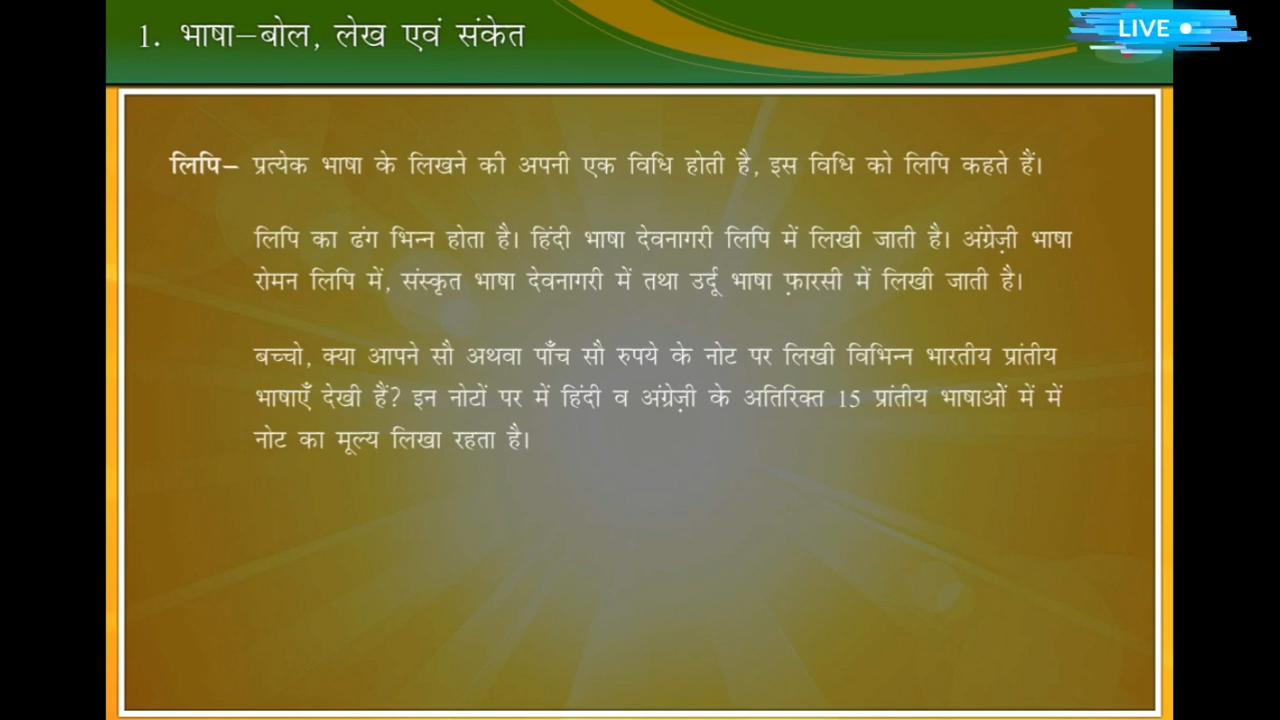 1. भाषा–बोल, लेख एवं संकेत
LIVE
लिपि– प्रत्येक भाषा के लिखने की अपनी एक विधि होती है, इस विधि को लिपि कहते हैं।
लिपि का ढंग भिन्न होता है। हिंदी भाषा देवनागरी लिपि में लिखी जाती है। अंग्रेज़ी भाषा
रोमन लिपि में, संस्कृत भाषा देवनागरी में तथा उर्दू भाषा फ़ारसी में लिखी जाती है।
बच्चो, क्या आपने सौ अथवा पाँच सौ रुपये के नोट पर लिखी विभिन्न भारतीय प्रांतीय
भाषाएँ देखी हैं? इन नोटों पर में हिंदी व अंग्रेज़ी के अतिरिक्त 15 प्रांतीय भाषाओं में में
नोट का मूल्य लिखा रहता है।